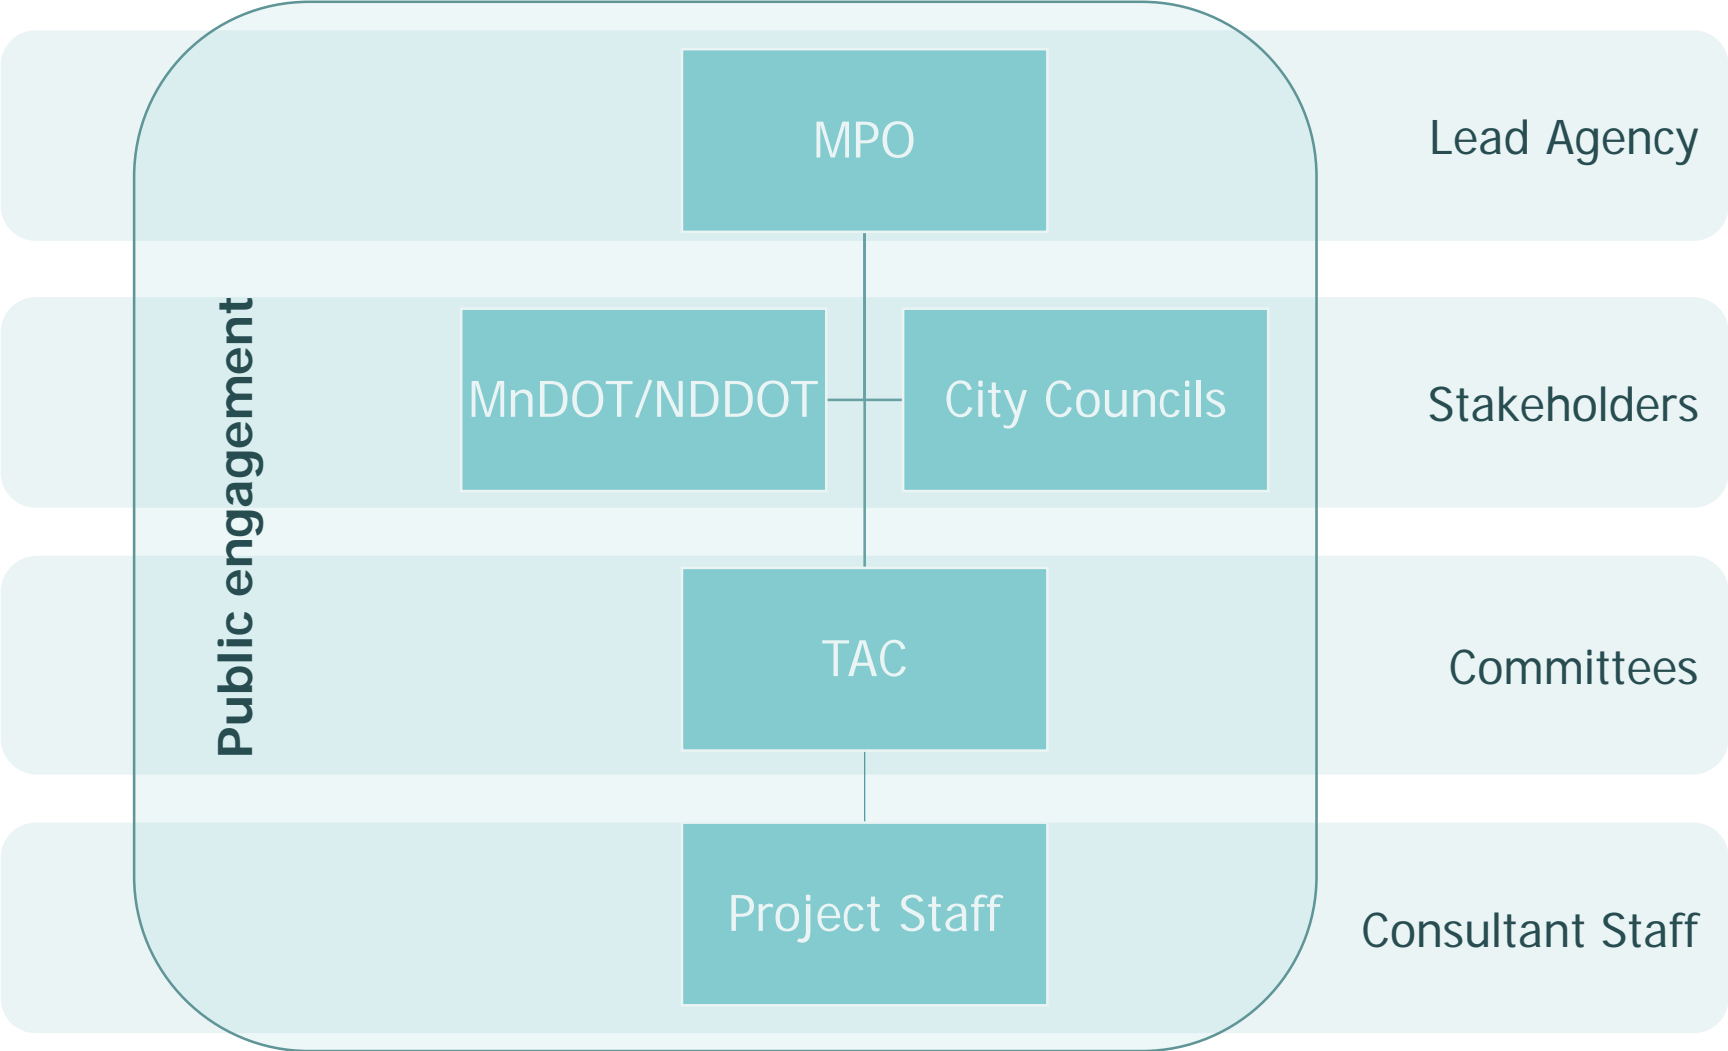 MPO
Lead Agency
Public engagement
MnDOT/NDDOT
City Councils
Stakeholders
TAC
Committees
Project Staff
Consultant Staff